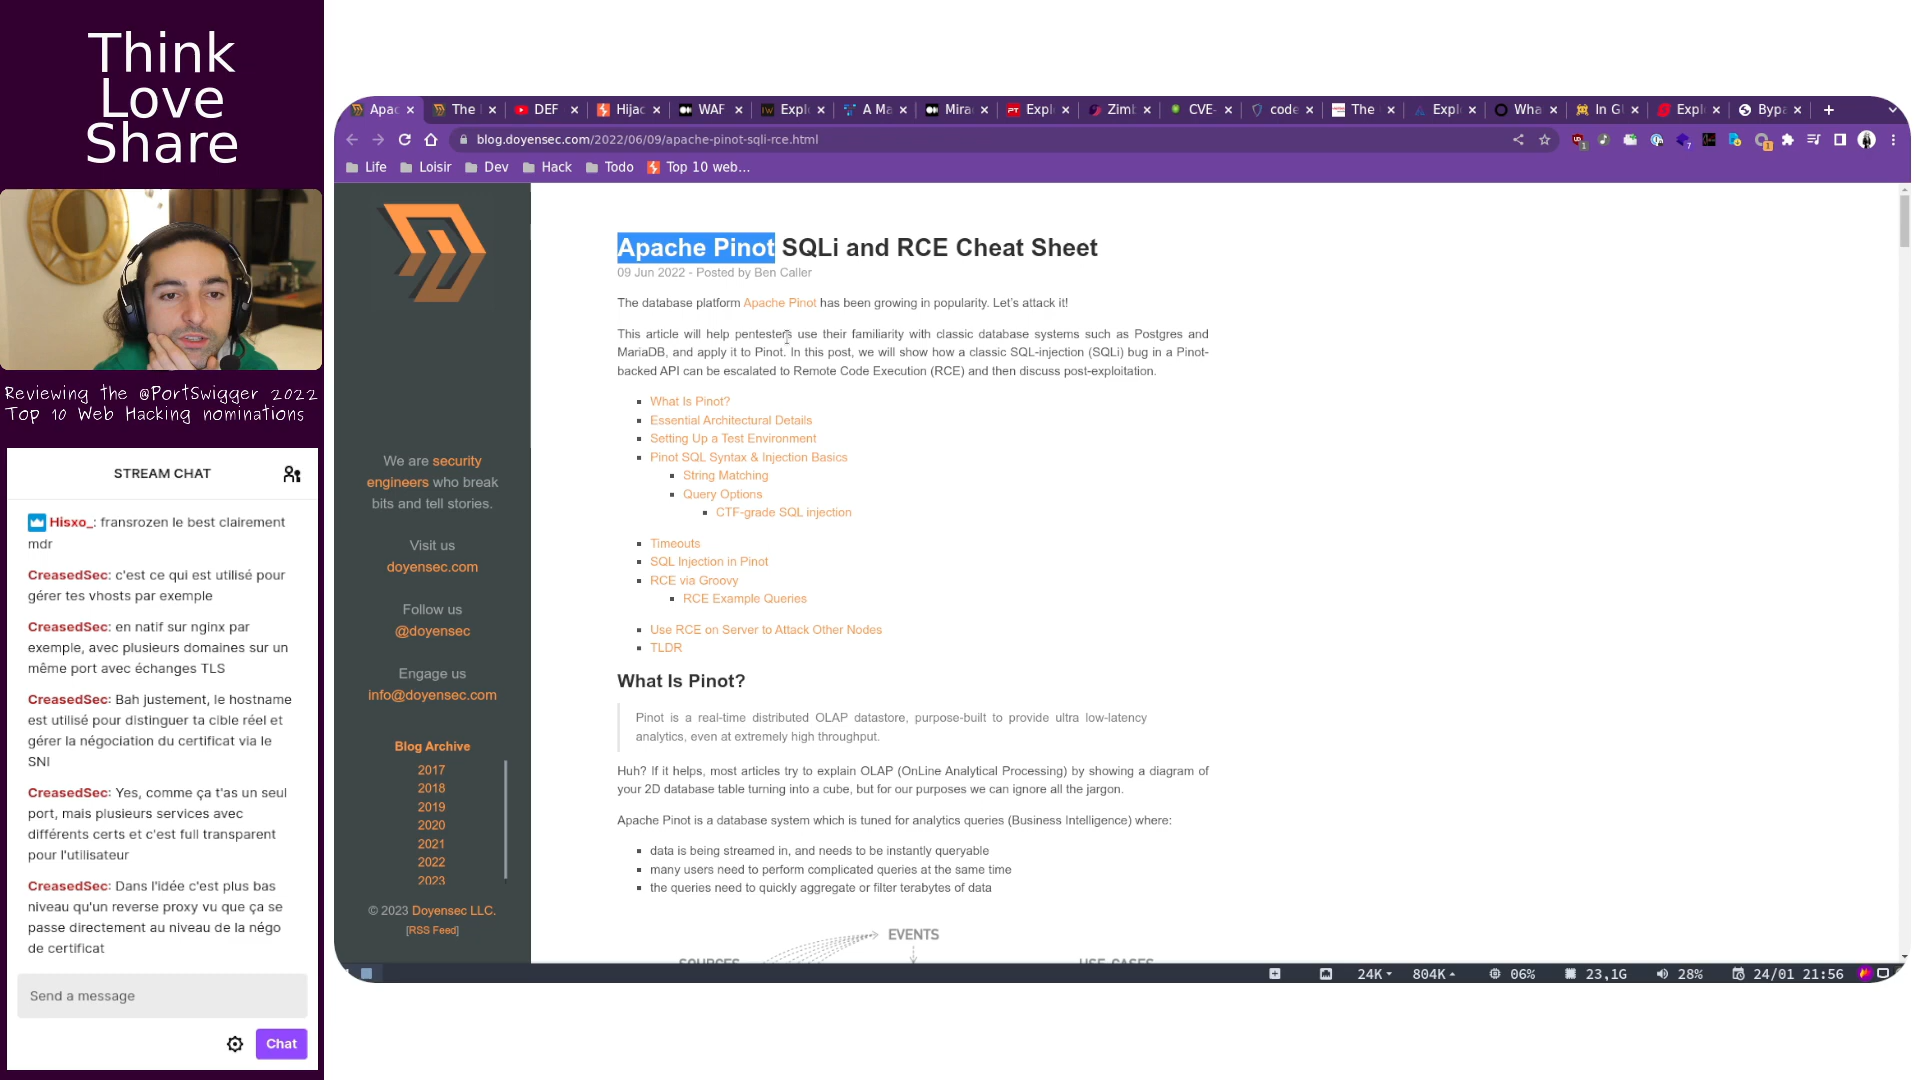 Think
Love
Share
Reviewing the @PortSwigger 2022
Top 10 Web Hacking nominations
STREAM CHAT
Hisxo_: fransrozen le best clairement
mdr
CreasedSec: c'est ce qui est utilisé pour
gérer tes vhosts par exemple
CreasedSec: en natif sur nginx par
exemple, avec plusieurs domaines sur un
même port avec échanges TLS
CreasedSec: Bah justement, le hostname
est utilisé pour distinguer ta cible réel et
gérer la négociation du certificat via le
SNI
CreasedSec: Yes, comme ça t'as un seul
port, mais plusieurs services avec
différents certs et c'est full transparent
pour l'utilisateur
CreasedSec: Dans l'idée c'est plus bas
niveau qu'un reverse proxy vu que ça se
passe directement au niveau de la négo
de certificat
Send a message
Chat
Apac The DEF Hijac WAF Explo A Ma Mirac Explo Zimb CVE- code The Explo Wha In G Explo Bypa
blog.doyensec.com/2022/06/09/apache-pinot-sqli-rce.html
Life Loisir Dev Hack Todo Top 10 web...
We are security
engineers who break
bits and tell stories.
Visit us
doyensec.com
Follow us
@doyensec
Engage us
info@doyensec.com
Blog Archive
2017
2018
2019
2020
2021
2022
2023
© 2023 Doyensec LLC.
[RSS Feed]
Apache Pinot SQLi and RCE Cheat Sheet
09 Jun 2022 - Posted by Ben Caller
The database platform Apache Pinot has been growing in popularity. Let's attack it!
This article will help pentesters use their familiarity with classic database systems such as Postgres and
MariaDB, and apply it to Pinot. In this post, we will show how a classic SQL-injection (SQLi) bug in a Pinot-
backed API can be escalated to Remote Code Execution (RCE) and then discuss post-exploitation.
What Is Pinot?
Essential Architectural Details
Setting Up a Test Environment
Pinot SQL Syntax & Injection Basics
String Matching
Query Options
CTF-grade SQL injection
Timeouts
SQL Injection in Pinot
RCE via Groovy
RCE Example Queries
Use RCE on Server to Attack Other Nodes
TLDR
What Is Pinot?
Pinot is a real-time distributed OLAP datastore, purpose-built to provide ultra low-latency
analytics, even at extremely high throughput.
Huh? If it helps, most articles try to explain OLAP (OnLine Analytical Processing) by showing a diagram of
your 2D database table turning into a cube, but for our purposes we can ignore all the jargon.
Apache Pinot is a database system which is tuned for analytics queries (Business Intelligence) where:
data is being streamed in, and needs to be instantly queryable
many users need to perform complicated queries at the same time
the queries need to quickly aggregate or filter terabytes of data
EVENTS
SOURCES USE CASES
24K 804K 06% 23,1G 28% 24/01 21:56